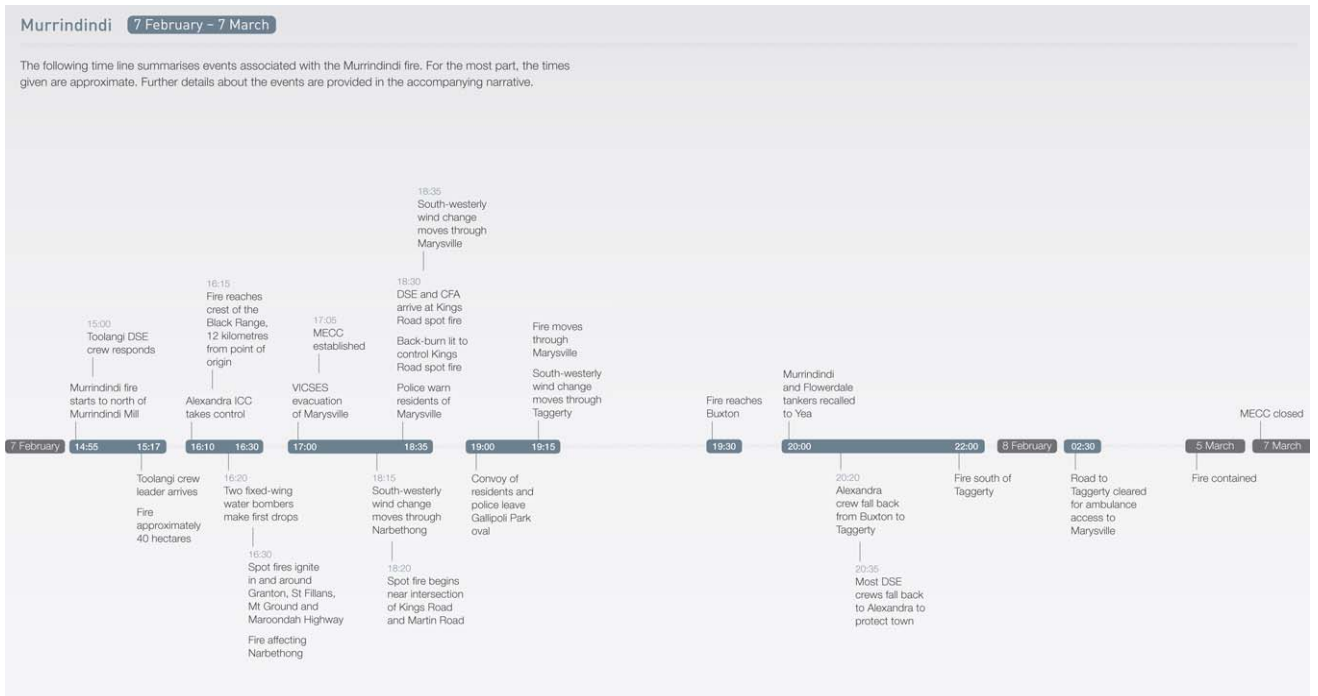 Murrindindi 7 February – 7 March
The following time line summarises events associated with the Murrindindi fire. For the most part, the times
given are approximate. Further details about the events are provided in the accompanying narrative.
15:00
Toolangi DSE
crew responds
Murrindindi fire
starts to north of
Murrindindi Mill
16:15
Fire reaches
crest of the
Black Range,
12 kilometres
from point of
origin
Alexandra ICC
takes control
17:05
MECC
established
VICSES
evacuation
of Marysville
18:35
South-westerly
wind change
moves through
Marysville
18:30
DSE and CFA
arrive at Kings
Road spot fire
Back-burn lit to
control Kings
Road spot fire
Police warn
residents of
Marysville
Fire moves
through
Marysville
South-westerly
wind change
moves through
Taggerty
Fire reaches
Buxton
Murrindindi
and Flowerdale
tankers recalled
to Yea
MECC closed
7 February 14:55 15:17 16:10 16:30 17:00 18:35 19:00 19:15 19:30 20:00 22:00 8 February 02:30 5 March 7 March
Toolangi crew
leader arrives
Fire
approximately
40 hectares
16:20
Two fixed-wing
water bombers
make first drops
16:30
Spot fires ignite
in and around
Granton, St Fillans,
Mt Ground and
Maroondah Highway
Fire affecting
Narbethong
18:15
South-westerly
wind change
moves through
Narbethong
18:20
Spot fire begins
near intersection
of Kings Road
and Martin Road
Convoy of
residents and
police leave
Gallipoli Park
oval
20:20
Alexandra
crew fall back
from Buxton to
Taggerty
20:35
Most DSE
crews fall back
to Alexandra to
protect town
Fire south of
Taggerty
Road to
Taggerty cleared
for ambulance
access to
Marysville
Fire contained